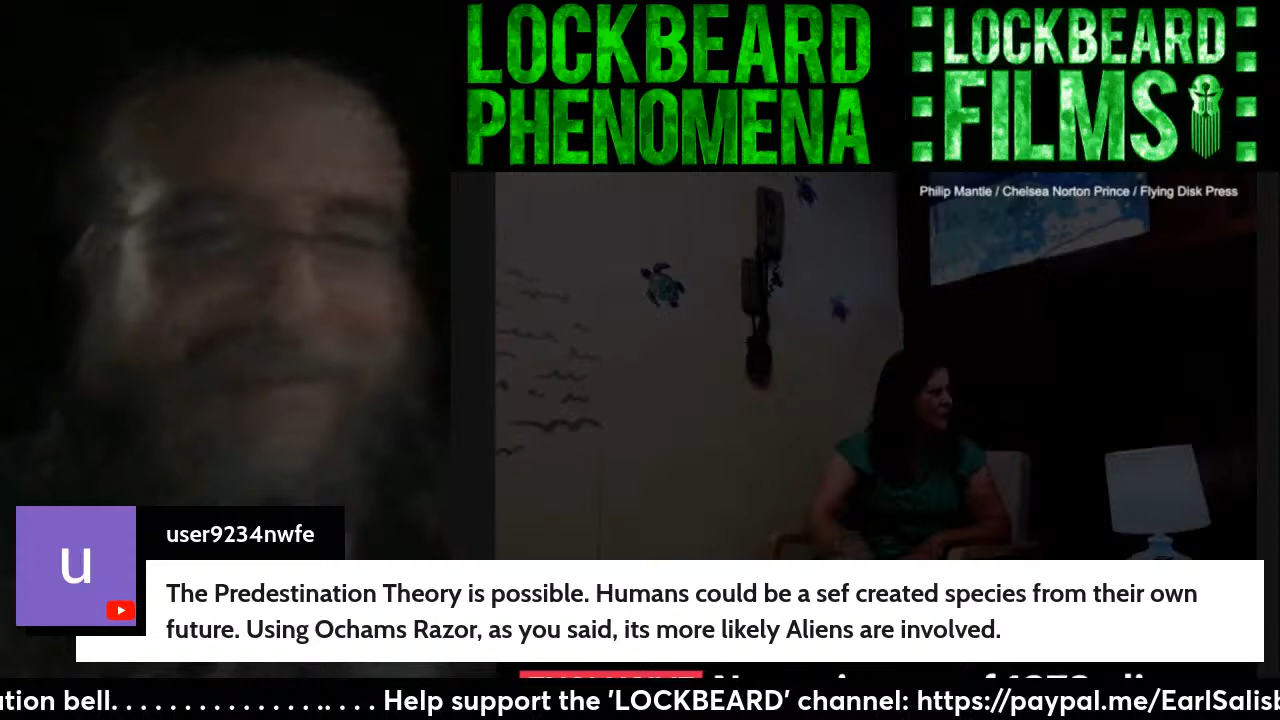 LOCKBEARD
PHENOMENA
LOCKBEARD
FILMS
Philip Mantle / Chelsea Norton Prince / Flying Disk Press
u
user9234nwfe
The Predestination Theory is possible. Humans could be a sef created species from their own
future. Using Ochams Razor, as you said, its more likely Aliens are involved.
bell. . . . . . . . . . . . . . . .. . . . . Help support the 'LOCKBEARD' channel: https://paypal.me/EarlSalisb